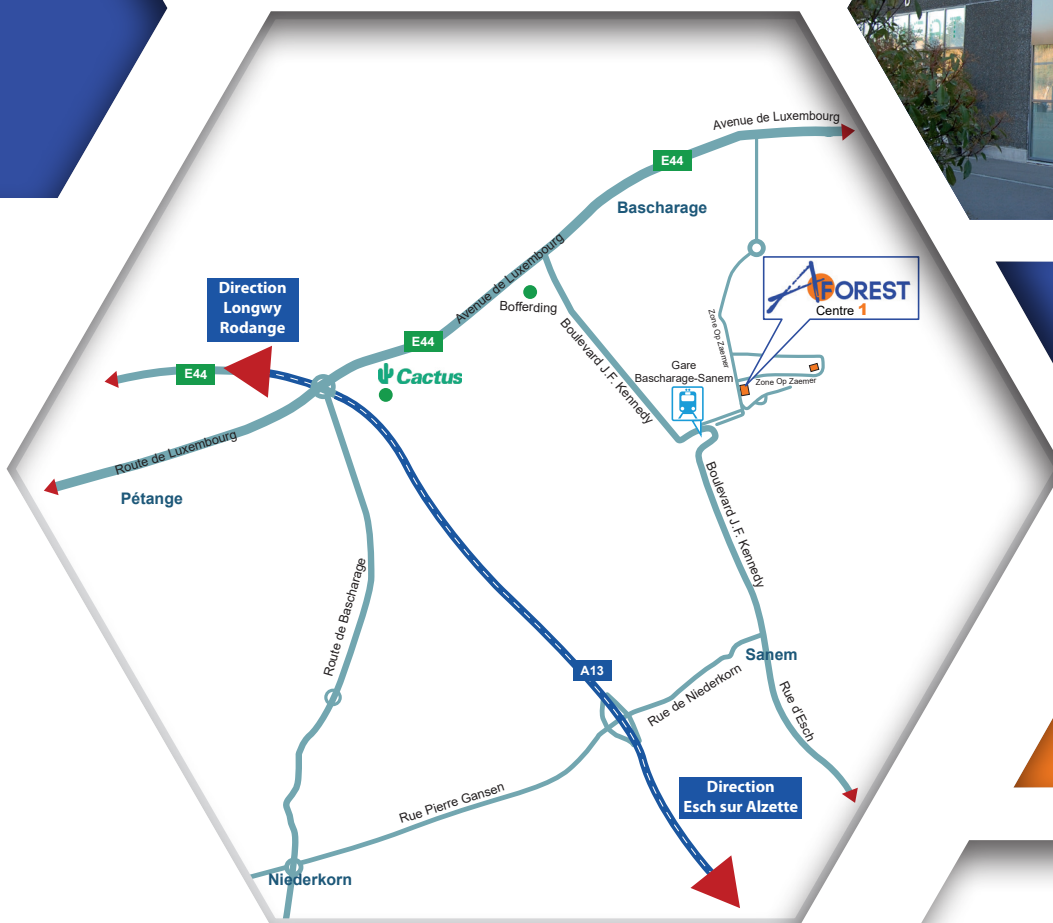 Avenue de Luxembourg
E44
Bascharage
Avenue de Luxembourg
Direction
Longwy
Rodange
Bofferding
FOREST
Centre 1
Zone Op Zaemer
E44
E44
Cactus
Boulevard J.F. Kennedy
Gare
Bascharage-Sanem
Zone Op Zaemer
Route de Luxembourg
Pétange
Boulevard J.F. Kennedy
Route de Bascharage
Sanem
A13
Rue de Niederkorn
Rue d'Esch
Direction
Esch sur Alzette
Rue Pierre Gansen
Niederkorn